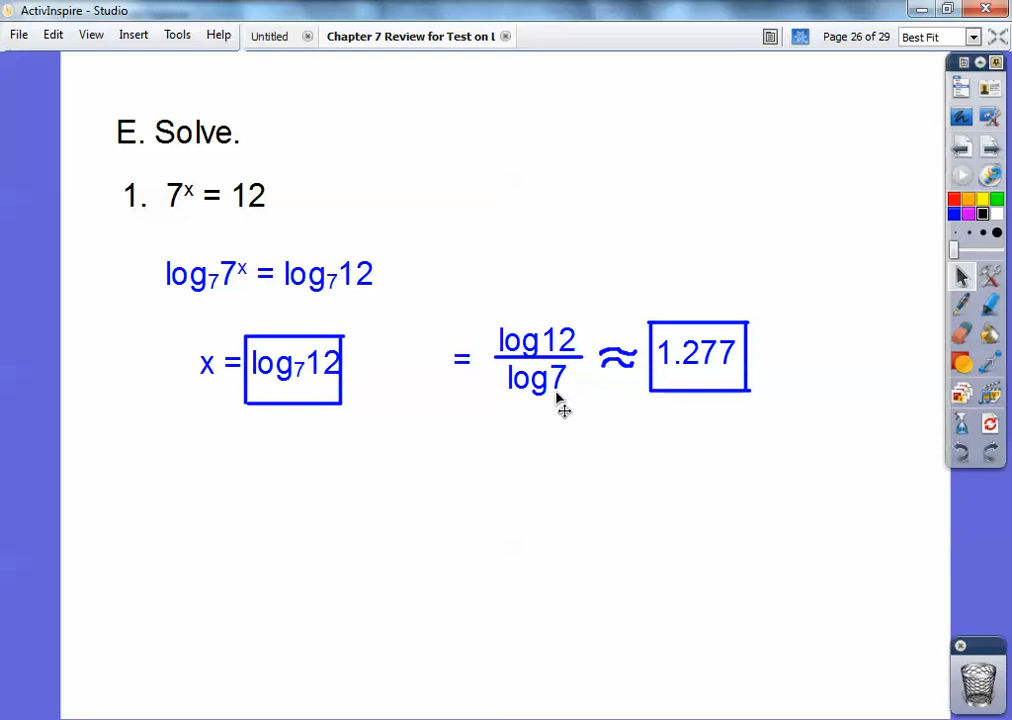 ActivInspire - Studio
File Edit View Insert Tools Help Untitled Chapter 7 Review for Test on L Page 26 of 29 Best Fit
E. Solve.
1. 7ˣ = 12
log₇7ˣ = log₇12
x = log₇12 = log12 / log7 ≈ 1.277